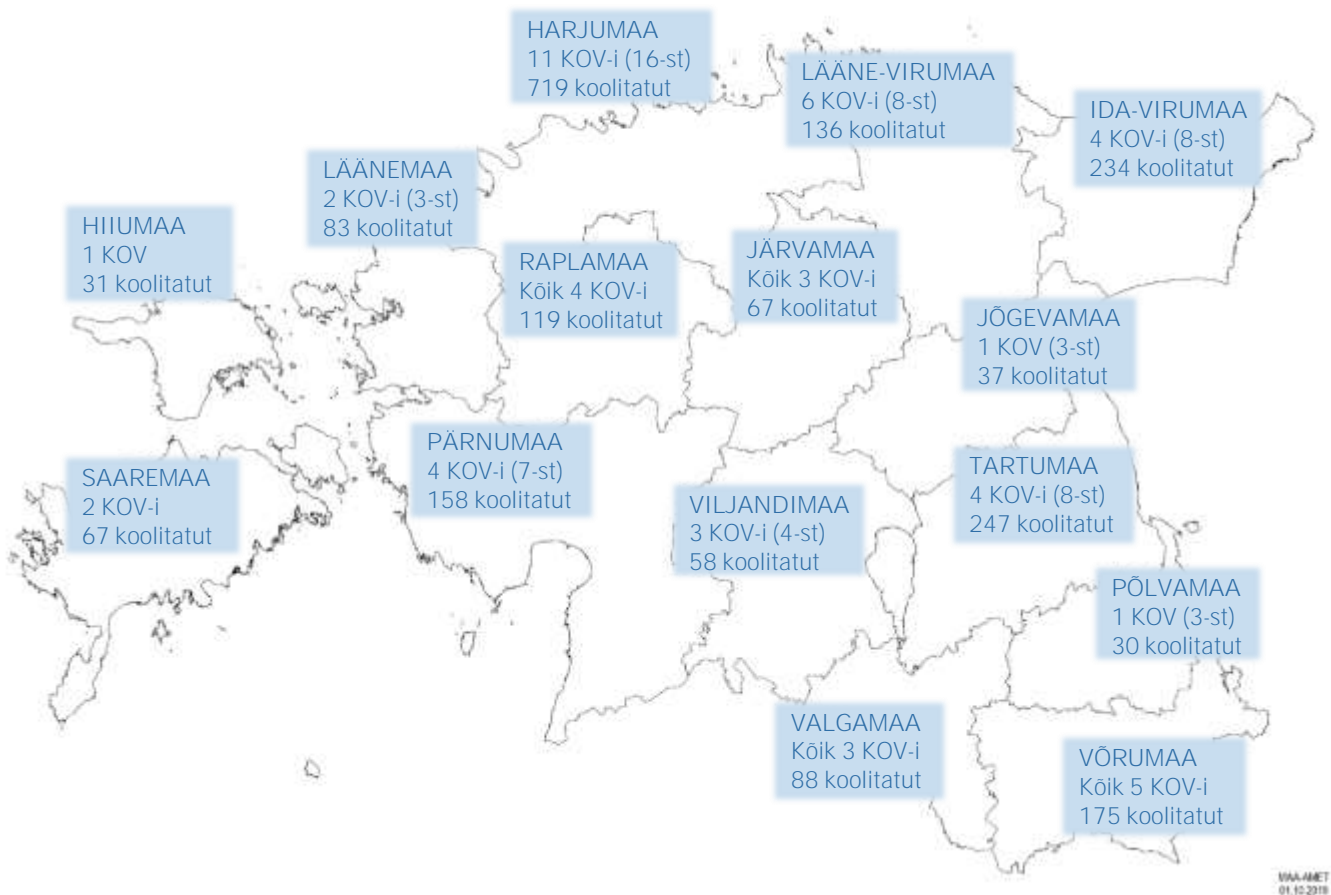 HARJUMAA
11 KOV-i (16-st)
719 koolitatut
LÄÄNE-VIRUMAA
6 KOV-i (8-st)
136 koolitatut
IDA-VIRUMAA
4 KOV-i (8-st)
234 koolitatut
LÄÄNEMAA
2 KOV-i (3-st)
83 koolitatut
HIIUMAA
1 KOV
31 koolitatut
RAPLAMAA
Kõik 4 KOV-i
119 koolitatut
JÄRVAMAA
Kõik 3 KOV-i
67 koolitatut
JÕGEVAMAA
1 KOV (3-st)
37 koolitatut
PÄRNUMAA
4 KOV-i (7-st)
158 koolitatut
SAAREMAA
2 KOV-i
67 koolitatut
VILJANDIMAA
3 KOV-i (4-st)
58 koolitatut
TARTUMAA
4 KOV-i (8-st)
247 koolitatut
PÕLVAMAA
1 KOV (3-st)
30 koolitatut
VALGAMAA
Kõik 3 KOV-i
88 koolitatut
VÕRUMAA
Kõik 5 KOV-i
175 koolitatut
MAA-AMET